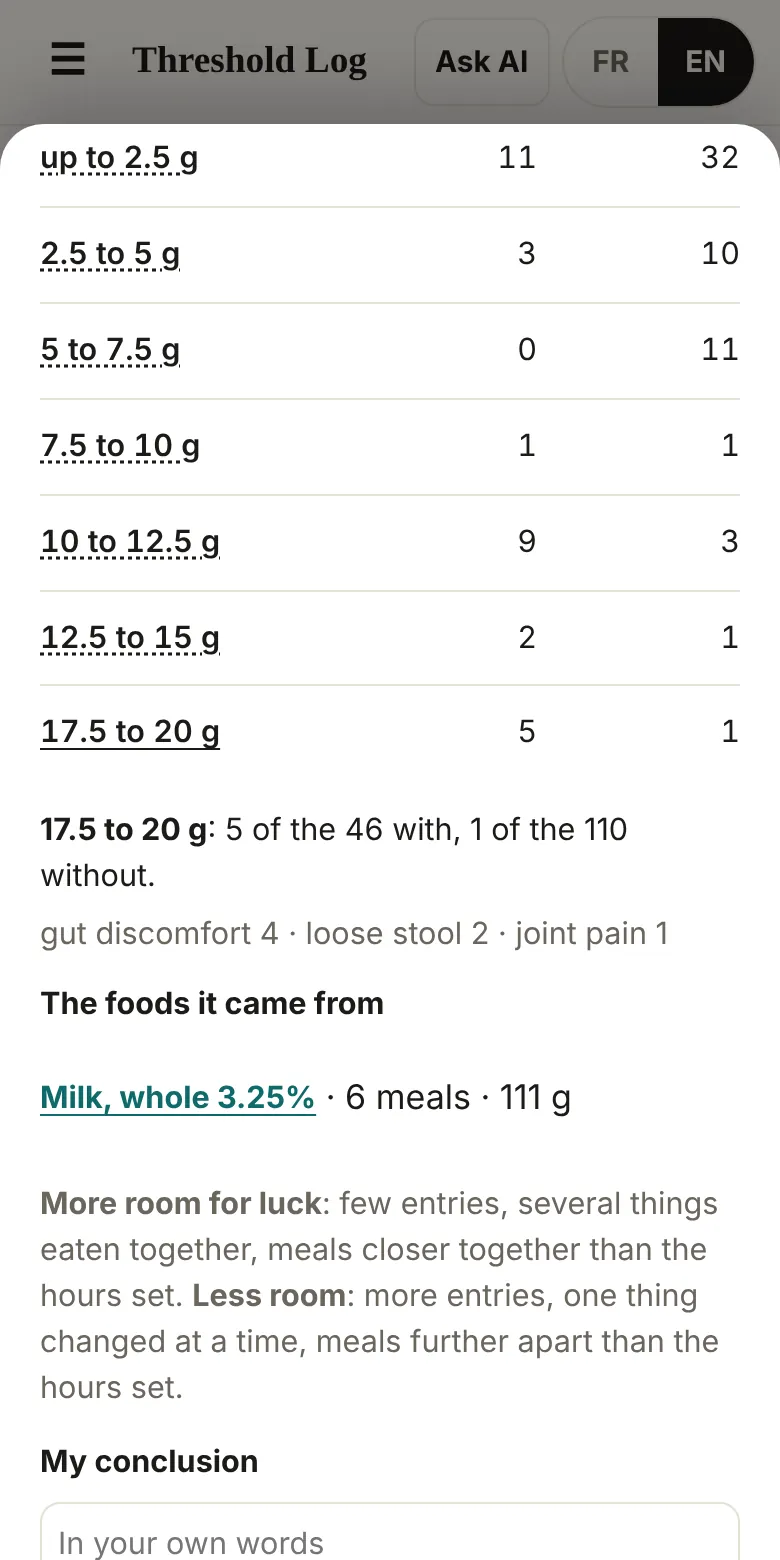 ☰ Threshold Log Ask AI FR EN
up to 2.5 g 11 32
2.5 to 5 g 3 10
5 to 7.5 g 0 11
7.5 to 10 g 1 1
10 to 12.5 g 9 3
12.5 to 15 g 2 1
17.5 to 20 g 5 1
17.5 to 20 g: 5 of the 46 with, 1 of the 110
without.
gut discomfort 4 · loose stool 2 · joint pain 1
The foods it came from
Milk, whole 3.25% · 6 meals · 111 g
More room for luck: few entries, several things
eaten together, meals closer together than the
hours set. Less room: more entries, one thing
changed at a time, meals further apart than the
hours set.
My conclusion
In your own words